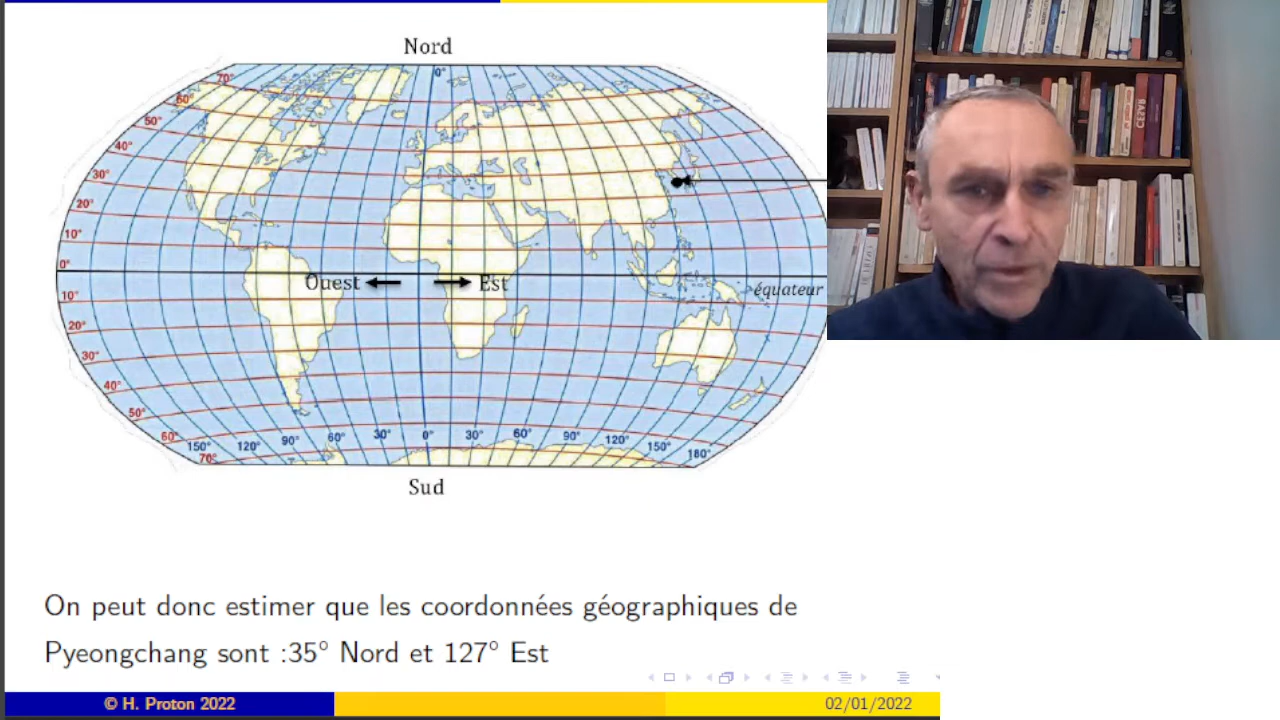 Nord
0°
70°
60°
50°
40°
30°
20°
10°
0°
Ouest
Est
équateur
10°
20°
30°
40°
50°
60°
70°
150° 120° 90° 60° 30° 0° 30° 60° 90° 120° 150° 180°
Sud
CESAR
On peut donc estimer que les coordonnées géographiques de
Pyeongchang sont :35° Nord et 127° Est
© H. Proton 2022
02/01/2022